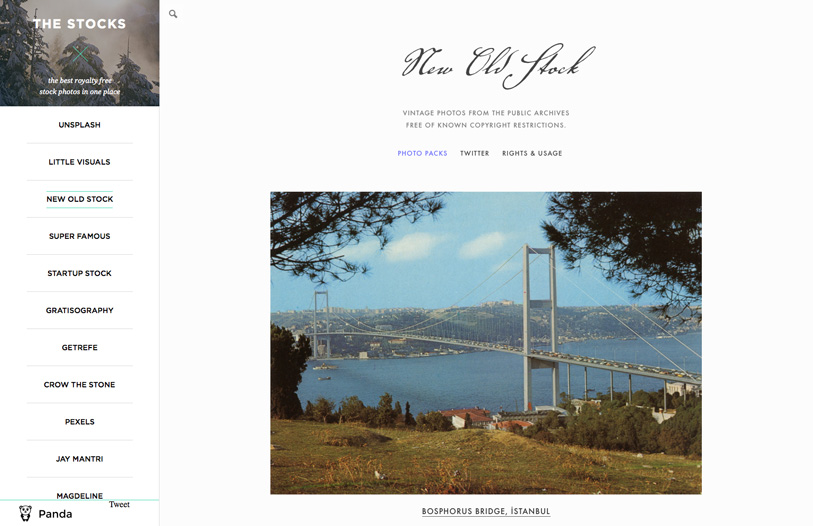 THE STOCKS
the best royalty free
stock photos in one place
UNSPLASH
LITTLE VISUALS
NEW OLD STOCK
SUPER FAMOUS
STARTUP STOCK
GRATISOGRAPHY
GETREFE
CROW THE STONE
PEXELS
JAY MANTRI
MAGDELINE
Tweet
Panda
New Old Stock
VINTAGE PHOTOS FROM THE PUBLIC ARCHIVES
FREE OF KNOWN COPYRIGHT RESTRICTIONS.
PHOTO PACKS TWITTER RIGHTS & USAGE
BOSPHORUS BRIDGE, İSTANBUL